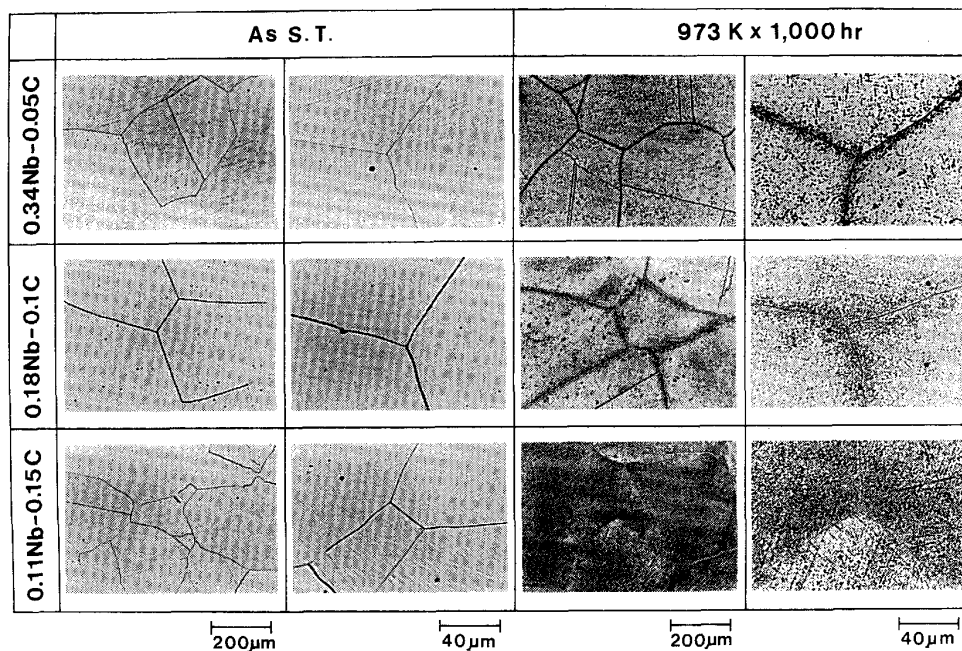 As S.T.
973 K x 1,000 hr
0.34Nb-0.05C
0.18Nb-0.1C
0.11Nb-0.15C
200μm
40μm
200μm
40μm